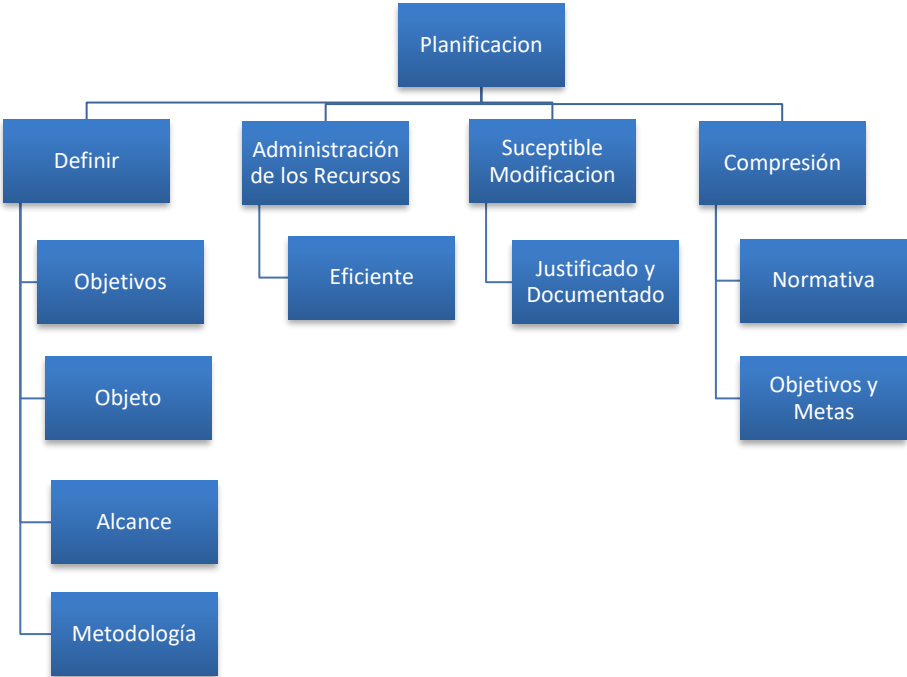 Planificacion
Definir
Administración
de los Recursos
Suceptible
Modificacion
Compresión
Objetivos
Eficiente
Justificado y
Documentado
Normativa
Objeto
Objetivos y
Metas
Alcance
Metodología